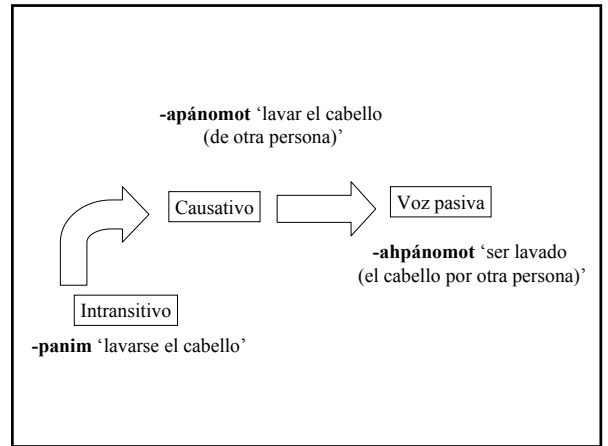 -apánomot ‘lavar el cabello
(de otra persona)’
Causativo
Voz pasiva
-ahpánomot ‘ser lavado
(el cabello por otra persona)’
Intransitivo
-panim ‘lavarse el cabello’